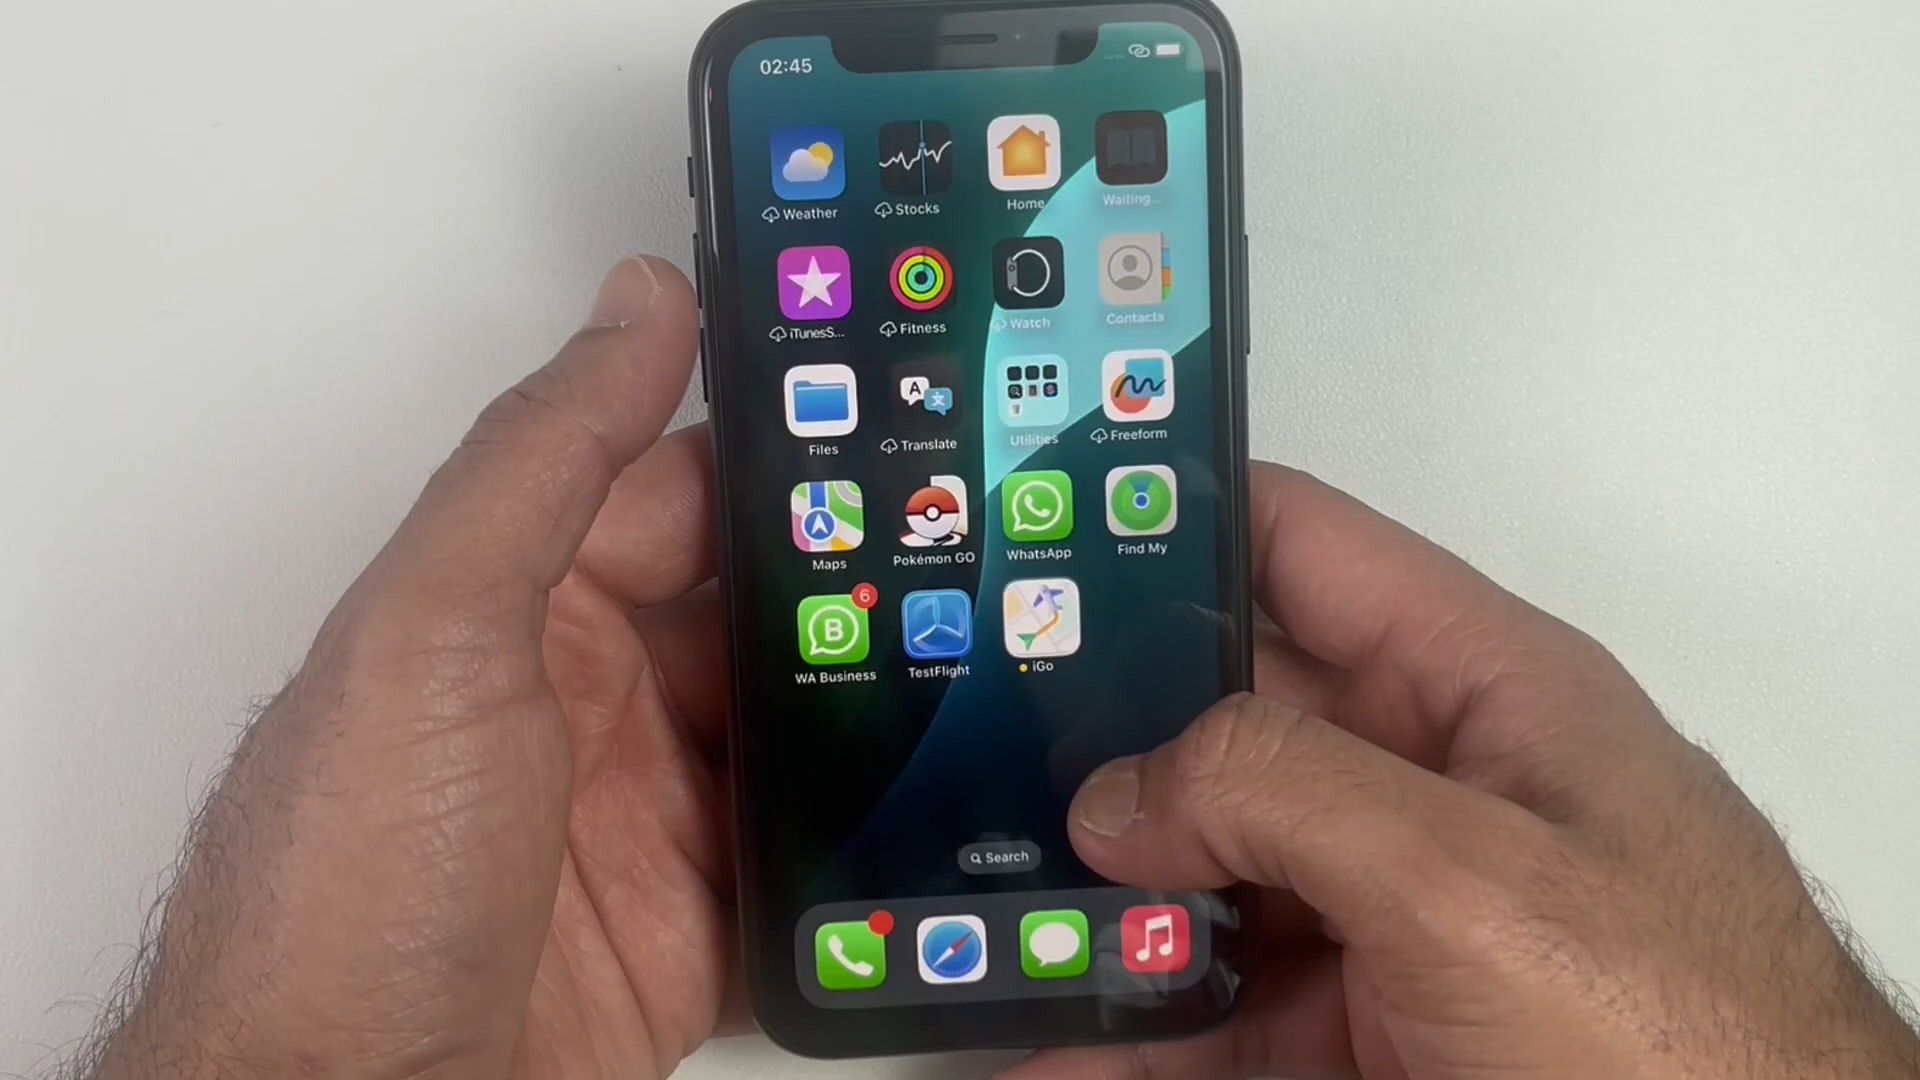 02:45
Weather Stocks Home Waiting...
iTunesS... Fitness Watch Contacts
A 文
Files Translate Utilities Freeform
Maps Pokémon GO WhatsApp Find My
6
B
WA Business TestFlight iGo
Search